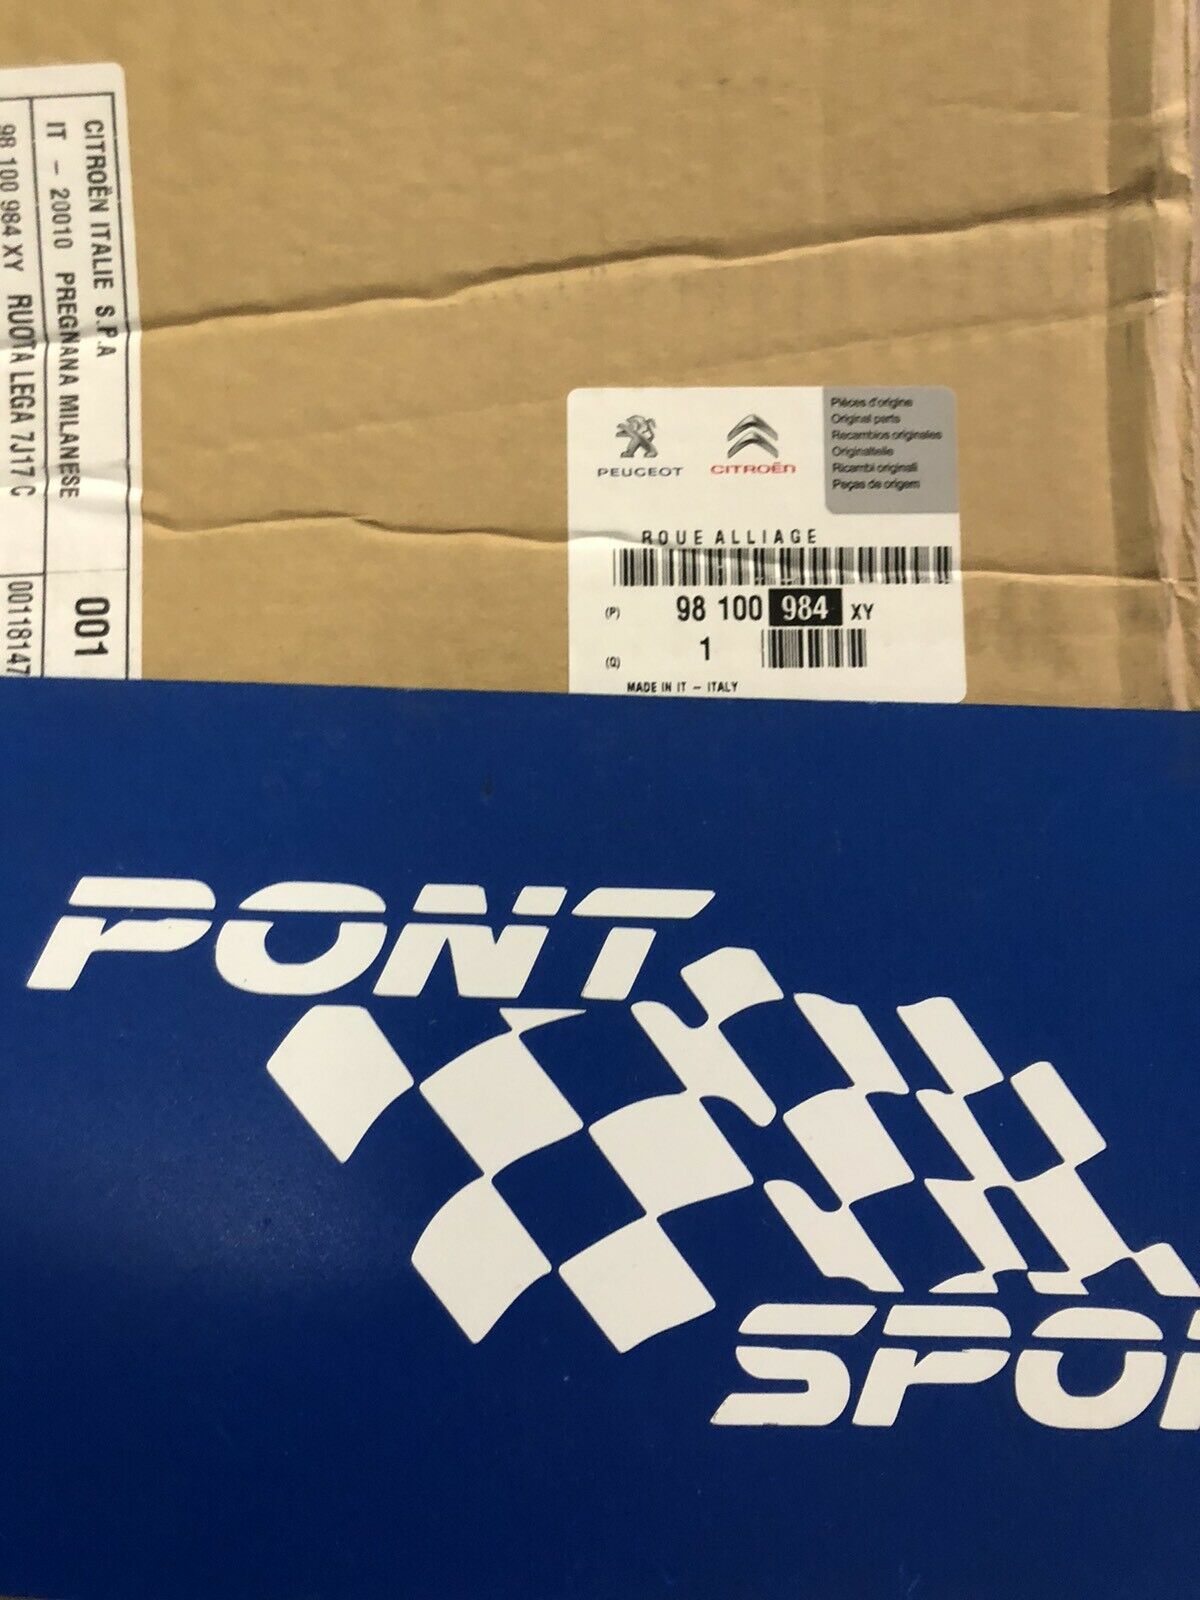 CITROËN ITALIE S.P.A
IT - 20010 PREGNANA MILANESE
001
98 100 984 XY RUOTA LEGA 7J17 C
00118147
PEUGEOT
CITROËN
Pièces d'origine
Original parts
Recambios originales
Originalteile
Ricambi originali
Peças de origem
ROUE ALLIAGE
(P) 98 100 984 XY
(Q) 1
MADE IN IT - ITALY
PONT
SPO